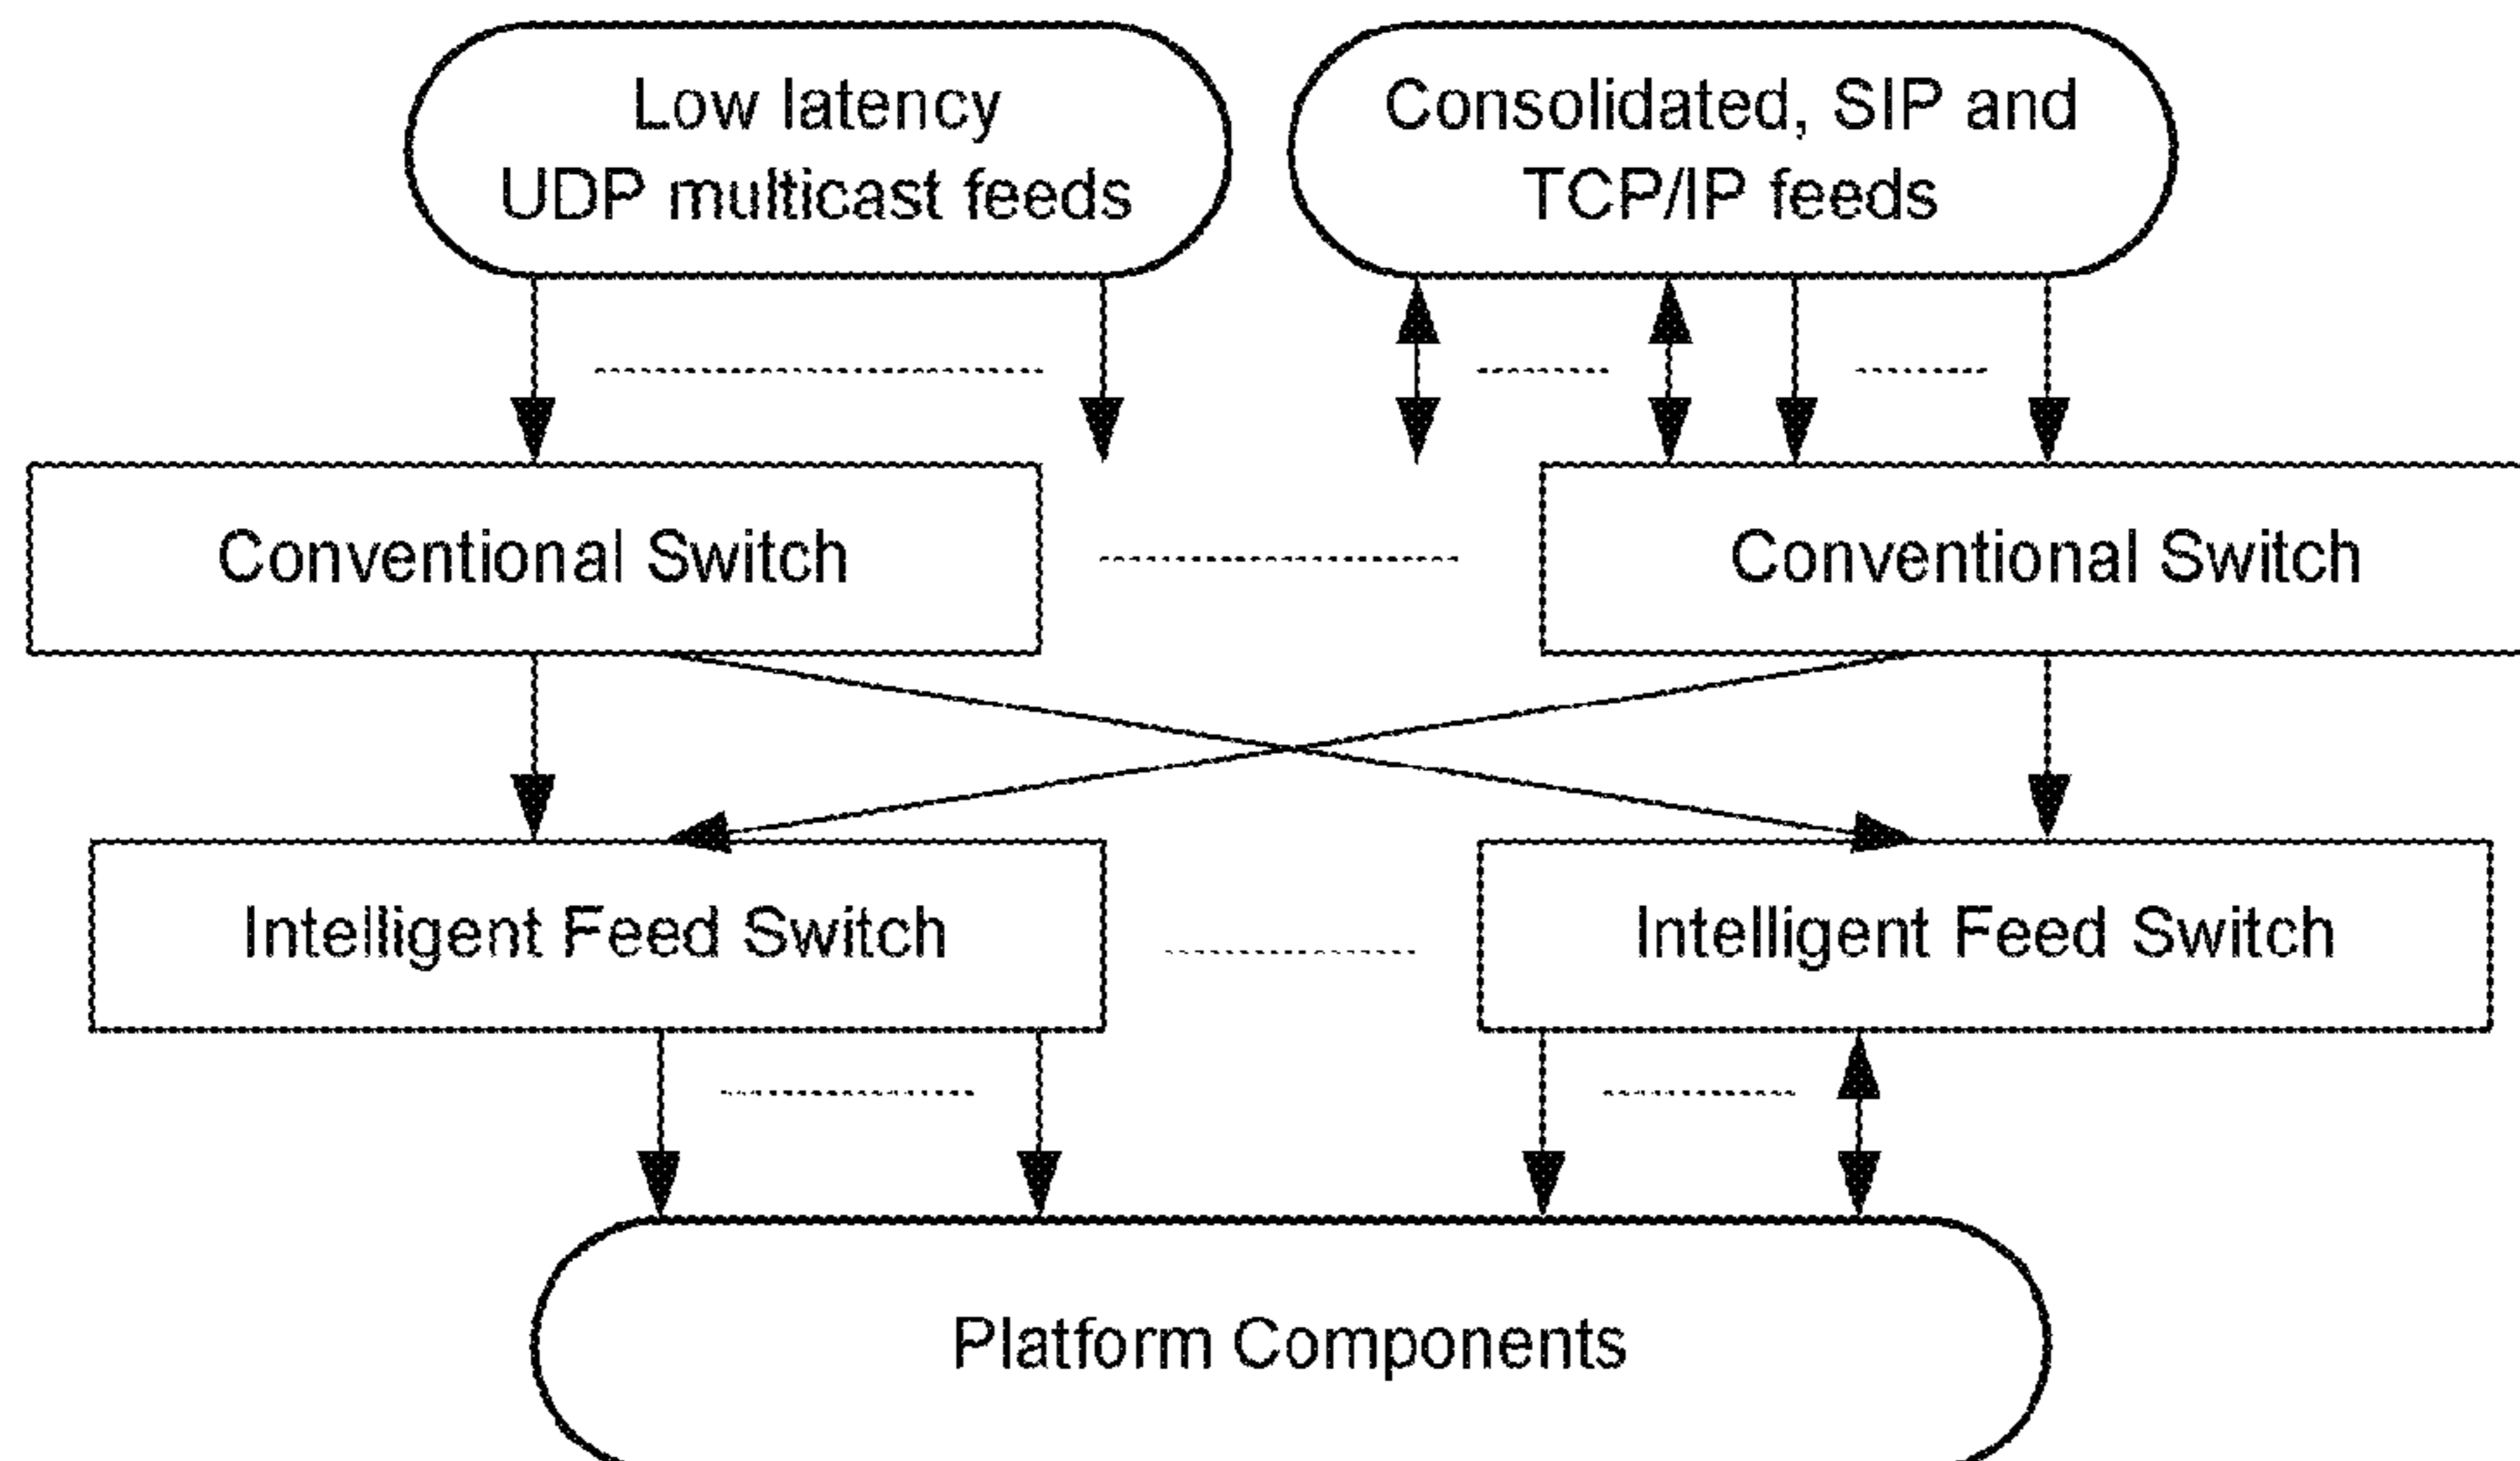 Low latency
UDP multicast feeds
Consolidated, SIP and
TCP/IP feeds
Conventional Switch
Conventional Switch
Intelligent Feed Switch
Intelligent Feed Switch
Platform Components